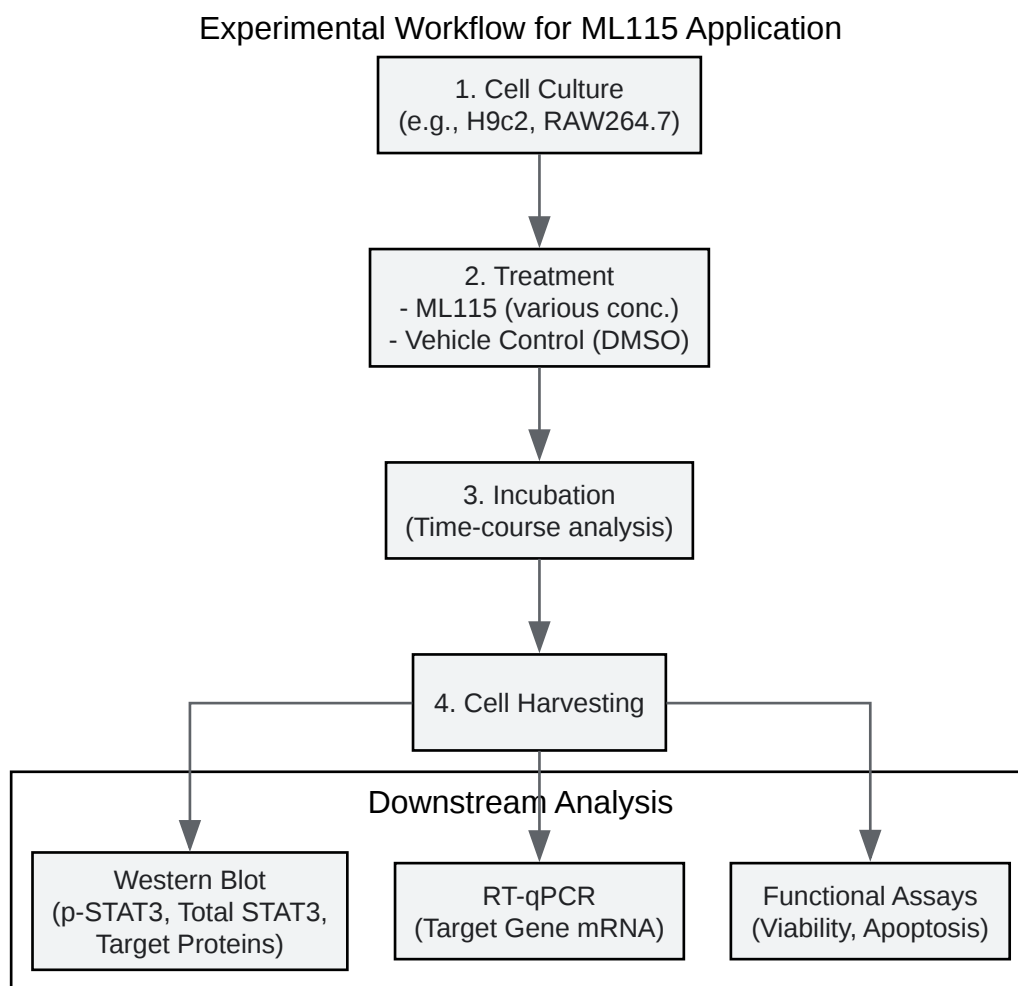 Experimental Workflow for ML115 Application
1. Cell Culture
(e.g., H9c2, RAW264.7)
2. Treatment
- ML115 (various conc.)
- Vehicle Control (DMSO)
3. Incubation
(Time-course analysis)
4. Cell Harvesting
Downstream Analysis
Western Blot
(p-STAT3, Total STAT3,
Target Proteins)
RT-qPCR
(Target Gene mRNA)
Functional Assays
(Viability, Apoptosis)